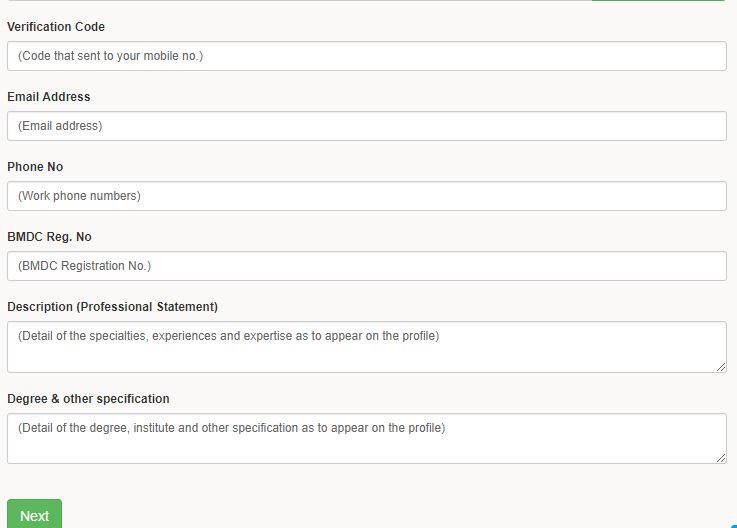 Verification Code
(Code that sent to your mobile no.)
Email Address
(Email address)
Phone No
(Work phone numbers)
BMDC Reg. No
(BMDC Registration No.)
Description (Professional Statement)
(Detail of the specialties, experiences and expertise as to appear on the profile)
Degree & other specification
(Detail of the degree, institute and other specification as to appear on the profile)
Next